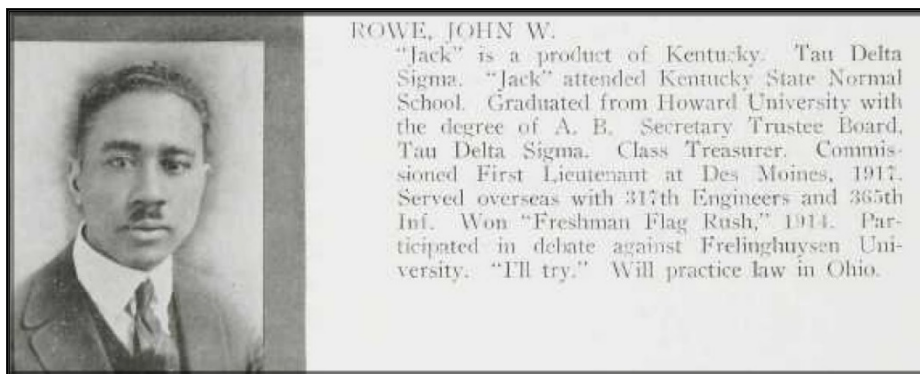 ROWE, JOHN W.
"Jack" is a product of Kentucky. Tau Delta
Sigma. "Jack" attended Kentucky State Normal
School. Graduated from Howard University with
the degree of A. B. Secretary Trustee Board,
Tau Delta Sigma. Class Treasurer. Commis-
sioned First Lieutenant at Des Moines, 1917.
Served overseas with 317th Engineers and 365th
Inf. Won "Freshman Flag Rush," 1914. Par-
ticipated in debate against Frelinghuysen Uni-
versity. "I'll try." Will practice law in Ohio.